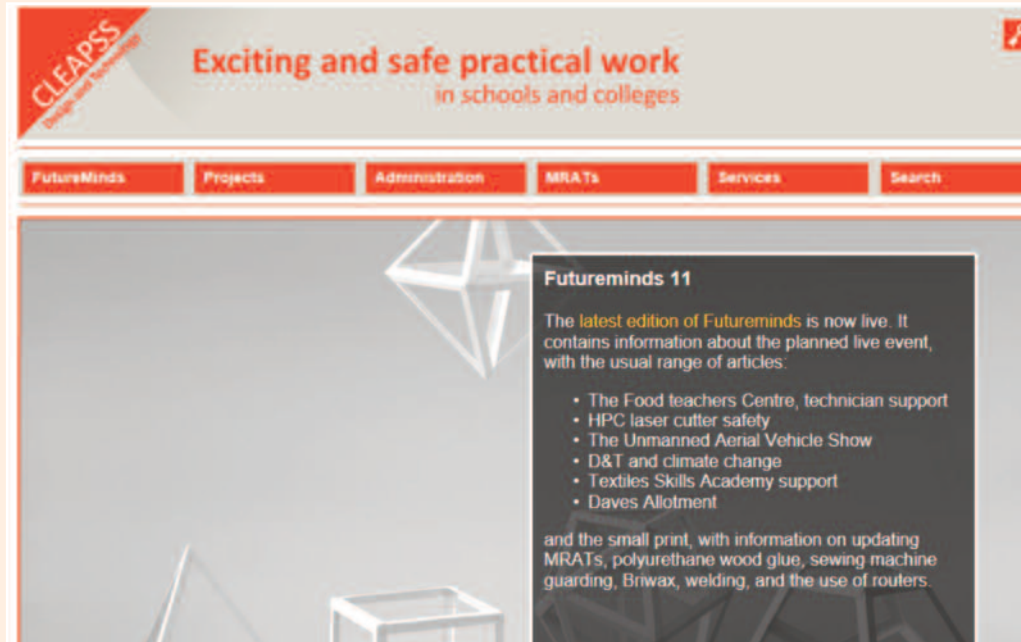 CLEAPSS
Design and Technology
Exciting and safe practical work
in schools and colleges
FutureMinds
Projects
Administration
MRATs
Services
Search
Futureminds 11
The latest edition of Futureminds is now live. It
contains information about the planned live event,
with the usual range of articles:
• The Food teachers Centre, technician support
• HPC laser cutter safety
• The Unmanned Aerial Vehicle Show
• D&T and climate change
• Textiles Skills Academy support
• Daves Allotment
and the small print, with information on updating
MRATs, polyurethane wood glue, sewing machine
guarding, Briwax, welding, and the use of routers.